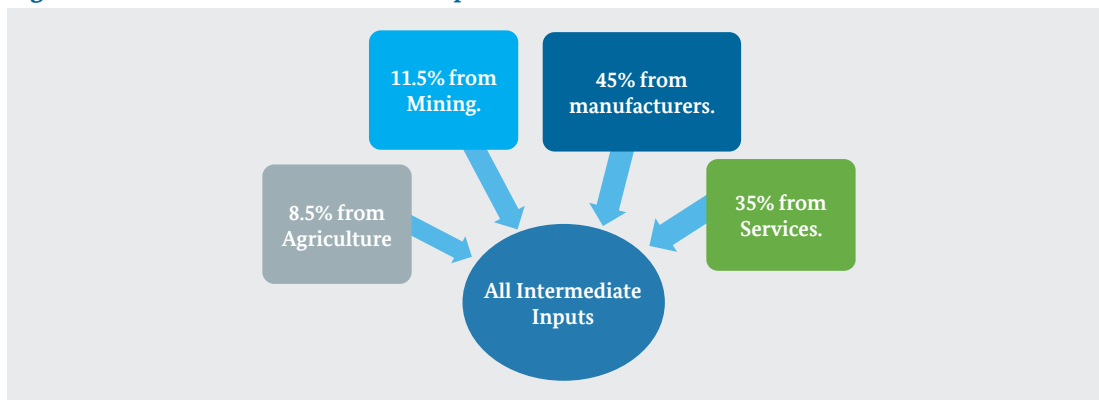 11.5% from
Mining.
45% from
manufacturers.
8.5% from
Agriculture
35% from
Services.
All Intermediate
Inputs